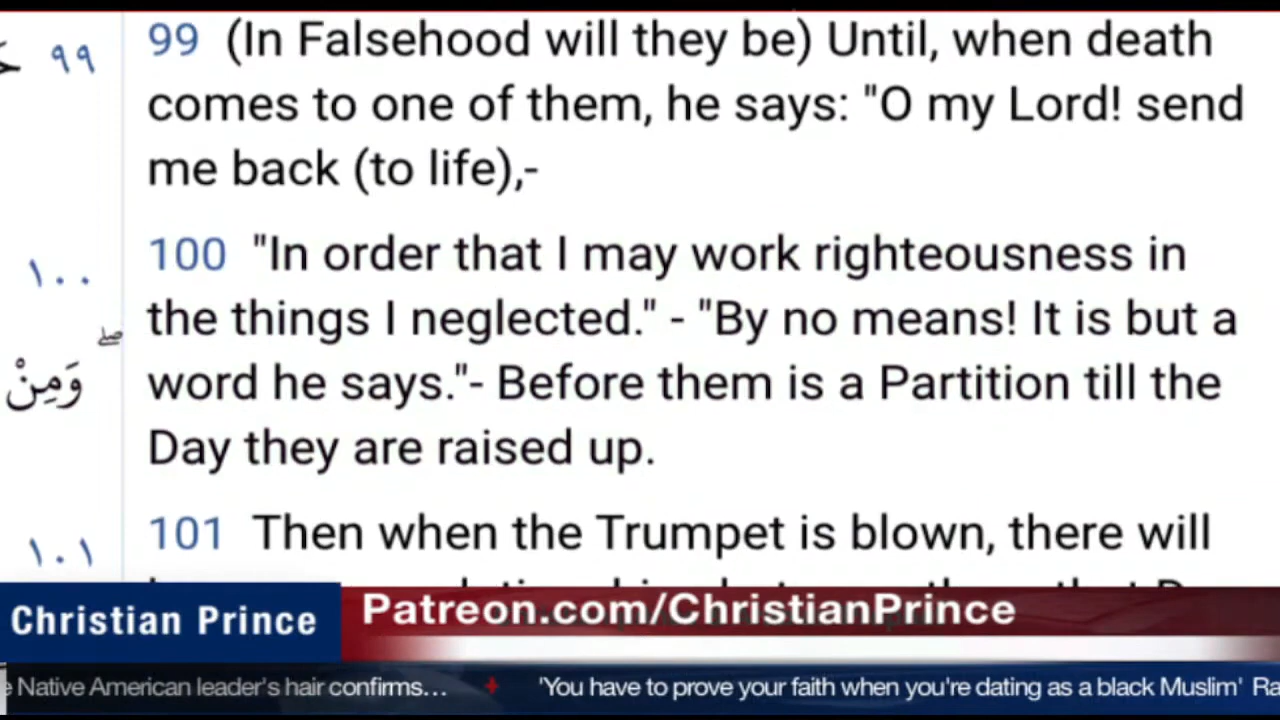 ٩٩
99 (In Falsehood will they be) Until, when death
comes to one of them, he says: "O my Lord! send
me back (to life),-
١٠٠
100 "In order that I may work righteousness in
the things I neglected." - "By no means! It is but a
وَمِنْ
word he says."- Before them is a Partition till the
Day they are raised up.
١٠١
101 Then when the Trumpet is blown, there will
Christian Prince
Patreon.com/ChristianPrince
Native American leader's hair confirms... 'You have to prove your faith when you're dating as a black Muslim'